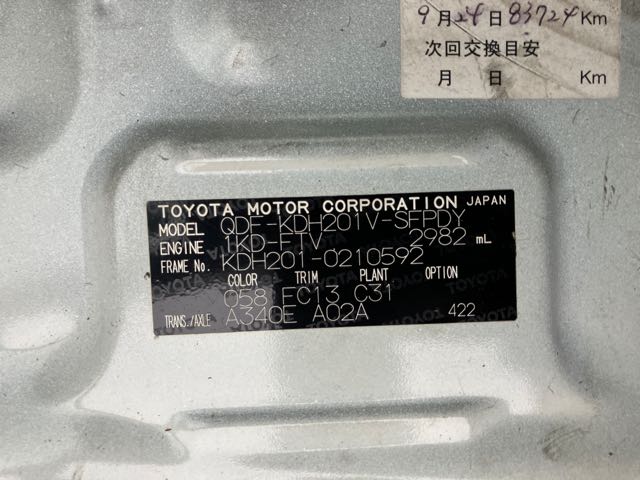 9月24日 83724 Km
次回交換目安
月 日 Km
TOYOTA MOTOR CORPORATION JAPAN
MODEL QDF-KDH201V-SFPDY
ENGINE 1KD-FTV 2982 mL
FRAME No. KDH201-0210592
COLOR TRIM PLANT OPTION
058 FC13 C31
TRANS./AXLE A340E A02A 422